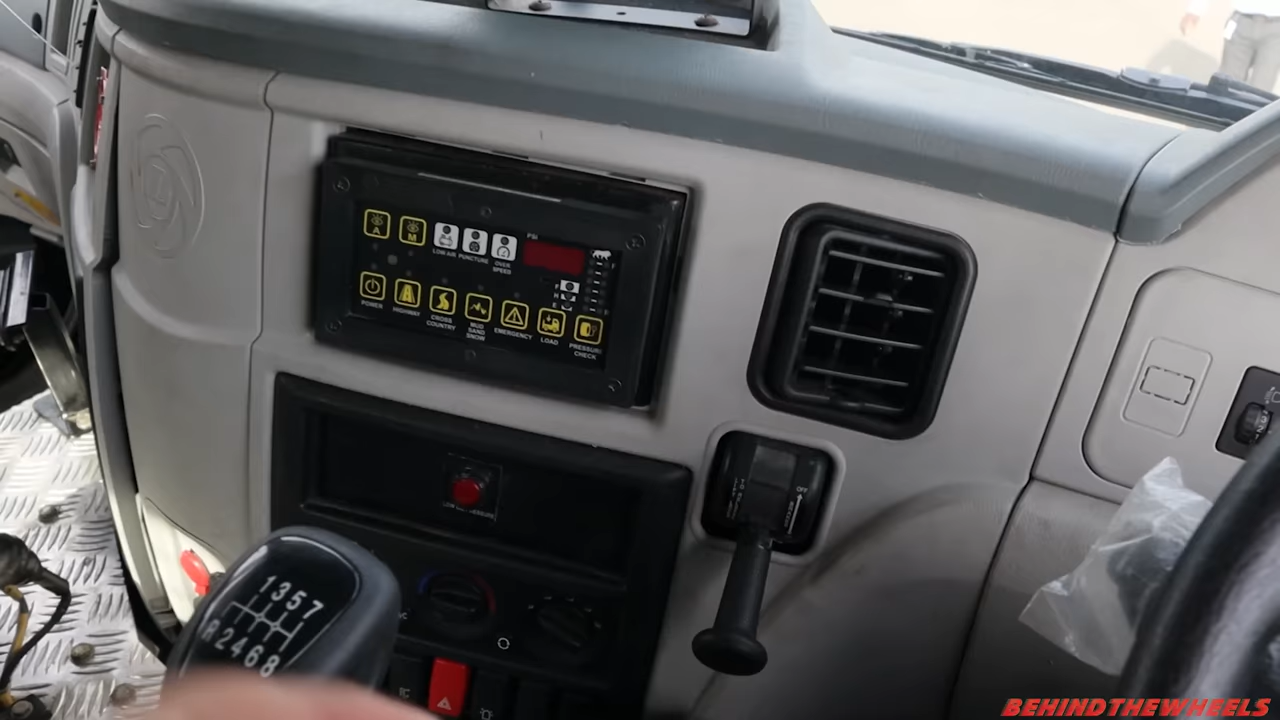 A
M
LOW AIR
PUNCTURE
OVER
SPEED
PSI
POWER
HIGHWAY
CROSS
COUNTRY
MUD
SAND
SNOW
EMERGENCY
LOAD
PRESSURE
CHECK
OFF
1 3 5 7
R 2 4 6 8
BEHINDTHEWHEELS